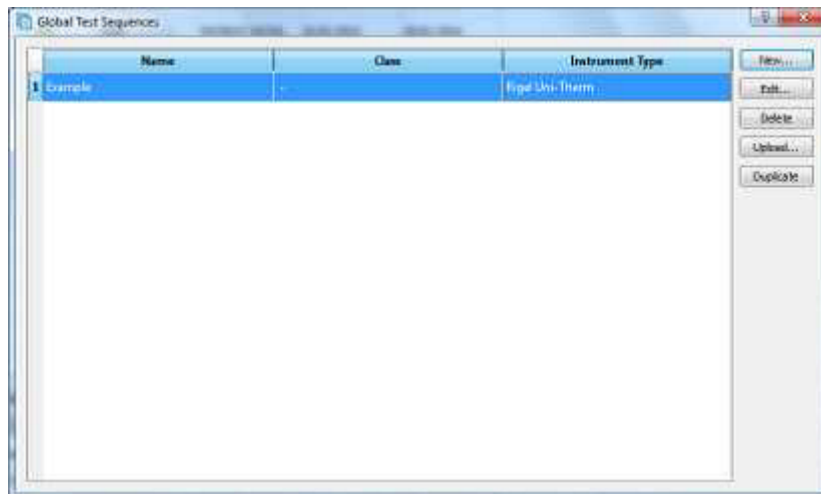 Global Test Sequences
Name Class Instrument Type New...
1 Example - Rigel Uni-Therm Edit...
Delete
Upload...
Duplicate